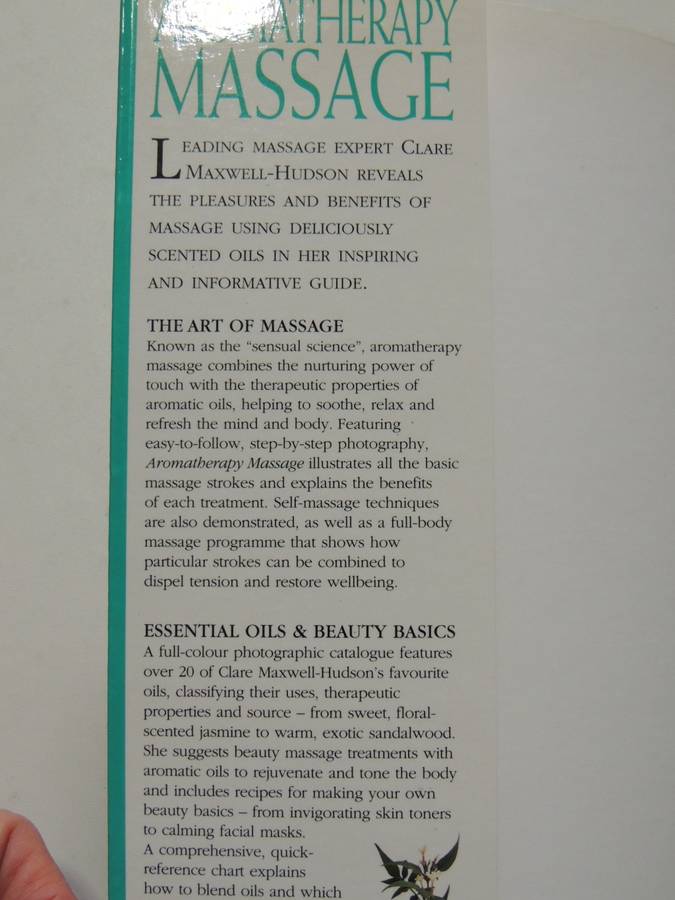 AROMATHERAPY
MASSAGE
LEADING MASSAGE EXPERT CLARE
MAXWELL-HUDSON REVEALS
THE PLEASURES AND BENEFITS OF
MASSAGE USING DELICIOUSLY
SCENTED OILS IN HER INSPIRING
AND INFORMATIVE GUIDE.
THE ART OF MASSAGE
Known as the “sensual science”, aromatherapy
massage combines the nurturing power of
touch with the therapeutic properties of
aromatic oils, helping to soothe, relax and
refresh the mind and body. Featuring
easy-to-follow, step-by-step photography,
Aromatherapy Massage illustrates all the basic
massage strokes and explains the benefits
of each treatment. Self-massage techniques
are also demonstrated, as well as a full-body
massage programme that shows how
particular strokes can be combined to
dispel tension and restore wellbeing.
ESSENTIAL OILS & BEAUTY BASICS
A full-colour photographic catalogue features
over 20 of Clare Maxwell-Hudson's favourite
oils, classifying their uses, therapeutic
properties and source – from sweet, floral-
scented jasmine to warm, exotic sandalwood.
She suggests beauty massage treatments with
aromatic oils to rejuvenate and tone the body
and includes recipes for making your own
beauty basics – from invigorating skin toners
to calming facial masks.
A comprehensive, quick-
reference chart explains
how to blend oils and which